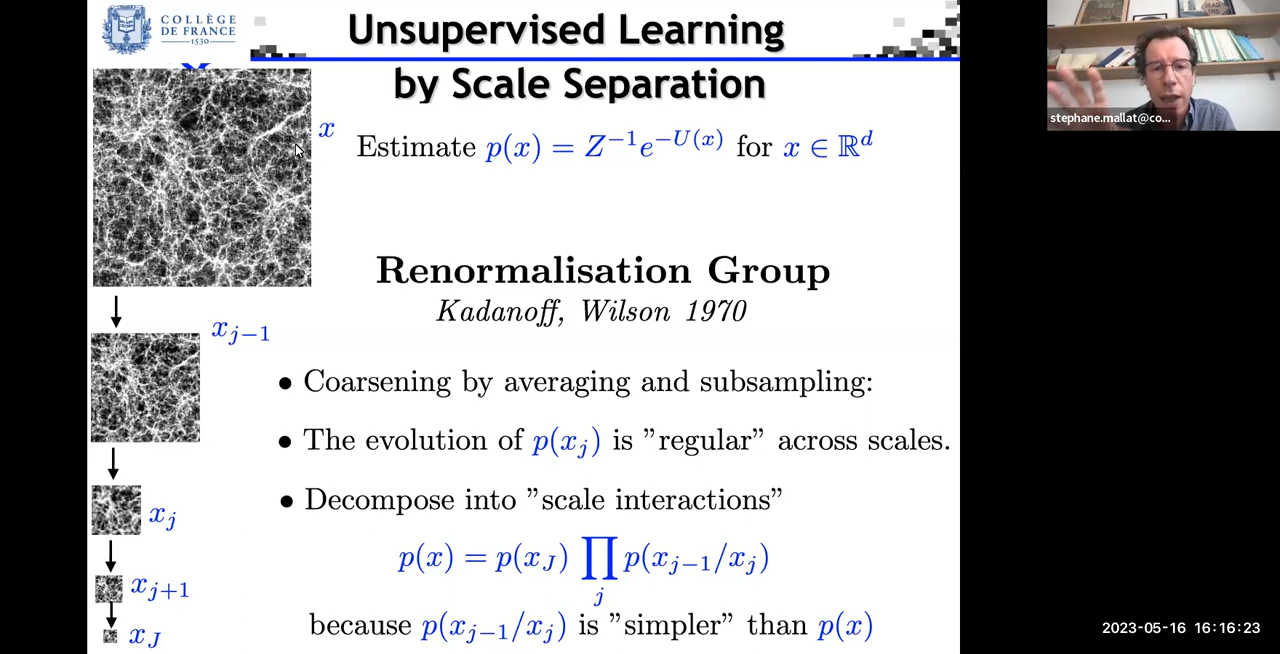 COLLÈGE
DE FRANCE
1530
Unsupervised Learning
by Scale Separation
x
Estimate p(x) = Z⁻¹e^{-U(x)} for x ∈ ℝᵈ
Renormalisation Group
Kadanoff, Wilson 1970
x_{j−1}
• Coarsening by averaging and subsampling:
• The evolution of p(x_j) is ”regular” across scales.
• Decompose into ”scale interactions”
x_j
p(x) = p(x_J) ∏_j p(x_{j−1}/x_j)
x_{j+1}
because p(x_{j−1}/x_j) is ”simpler” than p(x)
x_J
stephane.mallat@co...
2023-05-16 16:16:23